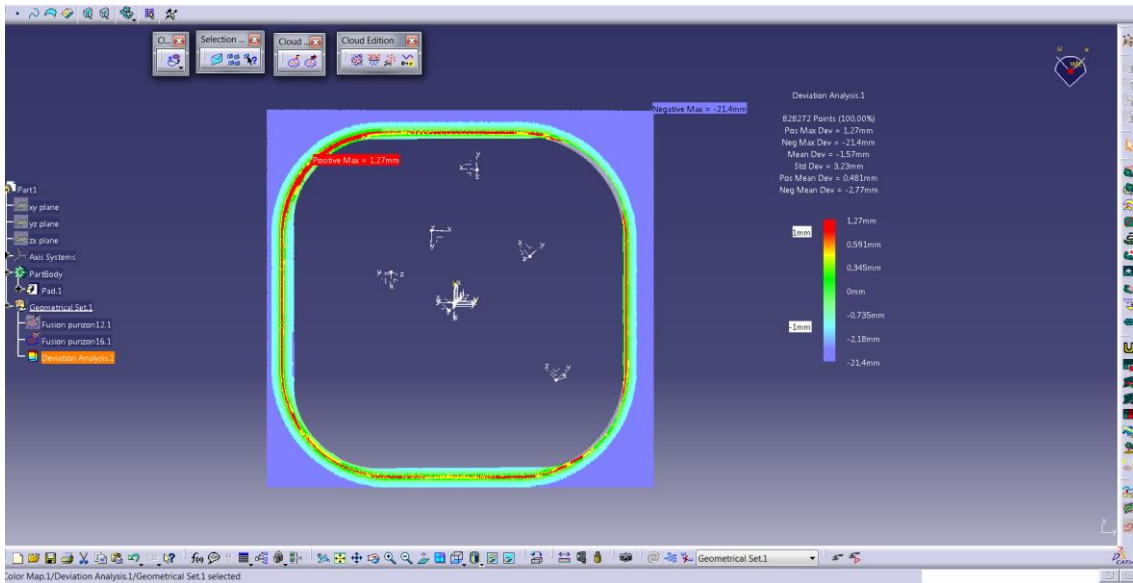 Cl...
Selection ...
Cloud ...
Cloud Edition
Negative Max = -21,4mm
Deviation Analysis.1
828272 Points (100,00%)
Pos Max Dev = 1,27mm
Neg Max Dev = -21,4mm
Mean Dev = -1,57mm
Std Dev = 3,23mm
Pos Mean Dev = 0,481mm
Neg Mean Dev = -2,77mm
Positive Max = 1,27mm
Part1
xy plane
yz plane
zx plane
Axis Systems
PartBody
Pad.1
Geometrical Set.1
Fusion punzon12.1
Fusion punzon16.1
Deviation Analysis.1
1,27mm
1mm
0,591mm
0,345mm
0mm
-0,735mm
-1mm
-2,18mm
-21,4mm
Geometrical Set.1
CATIA
Color Map.1/Deviation Analysis.1/Geometrical Set.1 selected